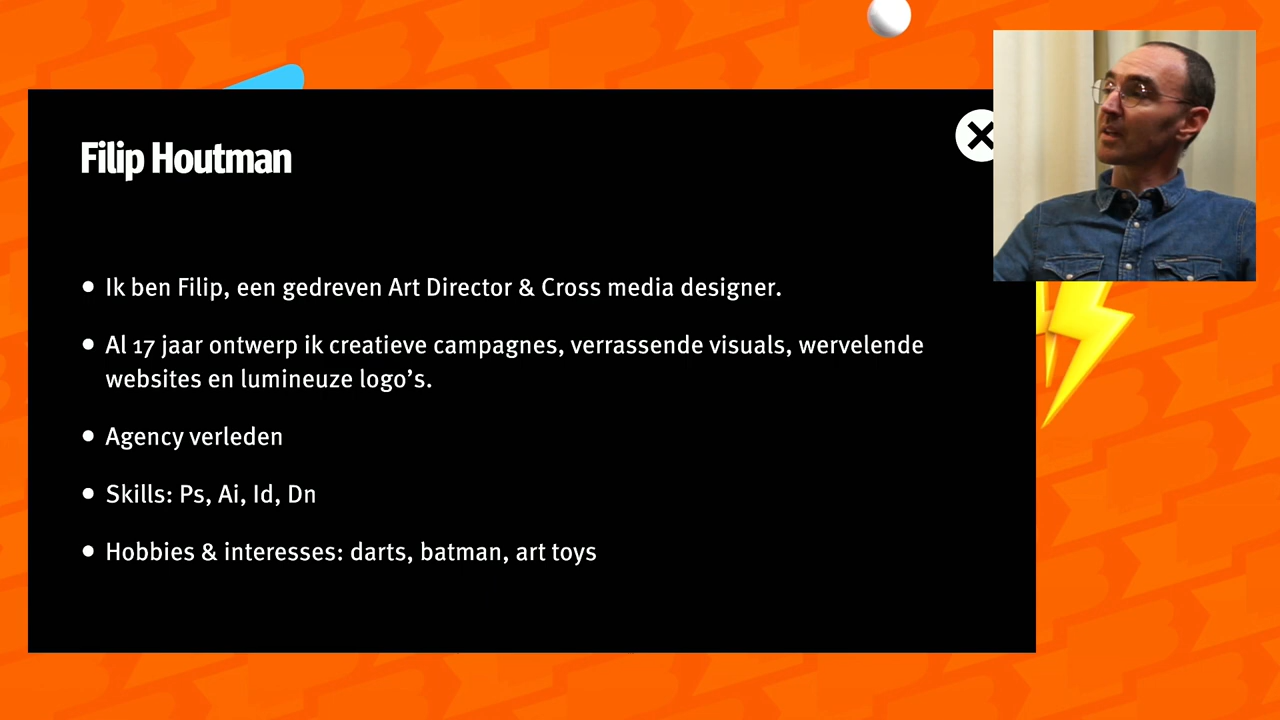 Filip Houtman
• Ik ben Filip, een gedreven Art Director & Cross media designer.
• Al 17 jaar ontwerp ik creatieve campagnes, verrassende visuals, wervelende
websites en lumineuze logo’s.
• Agency verleden
• Skills: Ps, Ai, Id, Dn
• Hobbies & interesses: darts, batman, art toys